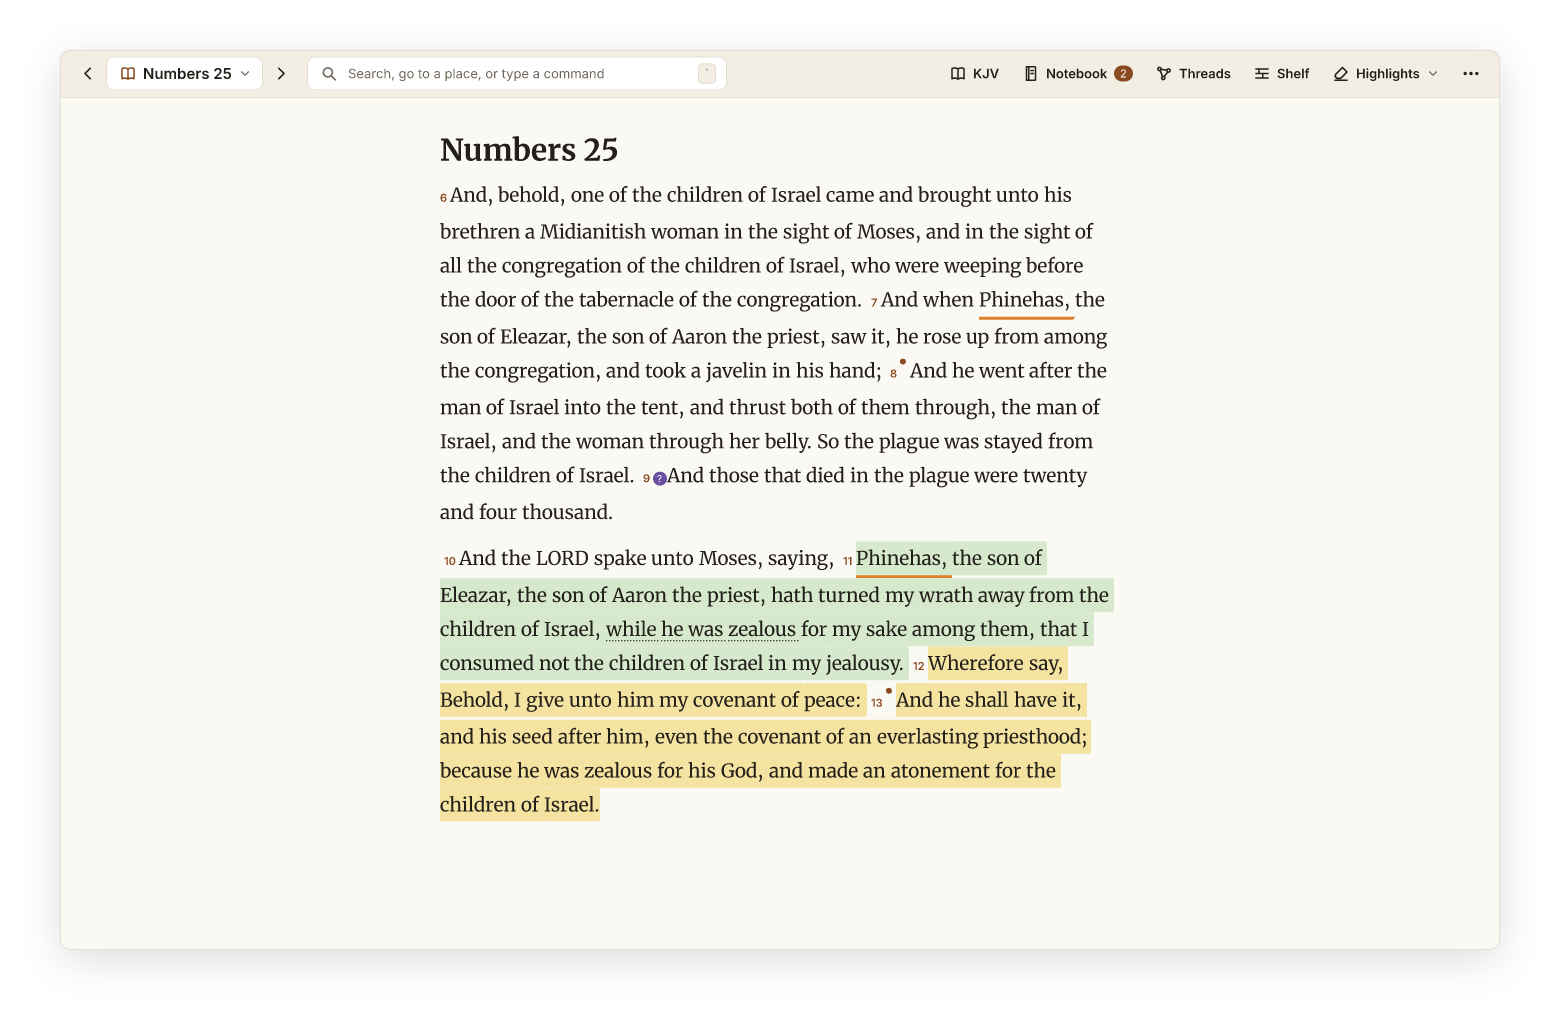 Numbers 25
Search, go to a place, or type a command
`
KJV
Notebook 2
Threads
Shelf
Highlights
Numbers 25
6 And, behold, one of the children of Israel came and brought unto his
brethren a Midianitish woman in the sight of Moses, and in the sight of
all the congregation of the children of Israel, who were weeping before
the door of the tabernacle of the congregation. 7 And when Phinehas, the
son of Eleazar, the son of Aaron the priest, saw it, he rose up from among
the congregation, and took a javelin in his hand; 8 And he went after the
man of Israel into the tent, and thrust both of them through, the man of
Israel, and the woman through her belly. So the plague was stayed from
the children of Israel. 9 ? And those that died in the plague were twenty
and four thousand.
10 And the LORD spake unto Moses, saying, 11 Phinehas, the son of
Eleazar, the son of Aaron the priest, hath turned my wrath away from the
children of Israel, while he was zealous for my sake among them, that I
consumed not the children of Israel in my jealousy. 12 Wherefore say,
Behold, I give unto him my covenant of peace: 13 And he shall have it,
and his seed after him, even the covenant of an everlasting priesthood;
because he was zealous for his God, and made an atonement for the
children of Israel.